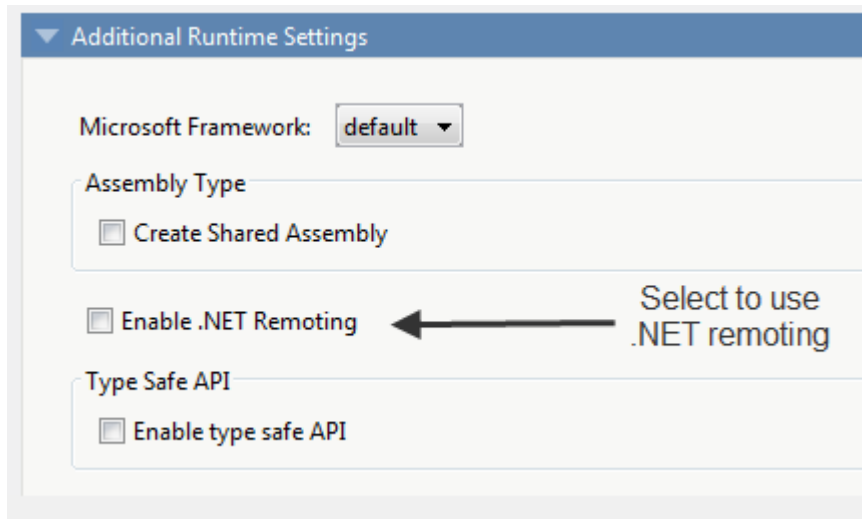 Additional Runtime Settings
Microsoft Framework: default
Assembly Type
Create Shared Assembly
Enable .NET Remoting
Select to use
.NET remoting
Type Safe API
Enable type safe API